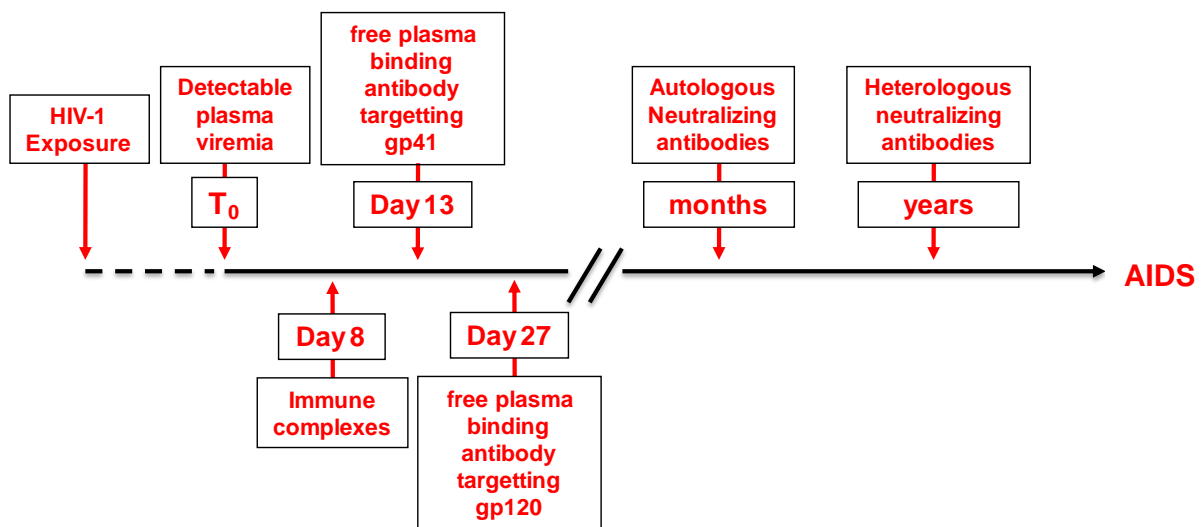 HIV-1
Exposure
Detectable
plasma
viremia
T₀
free plasma
binding
antibody
targetting
gp41
Day 13
Autologous
Neutralizing
antibodies
months
Heterologous
neutralizing
antibodies
years
AIDS
Day 8
Immune
complexes
Day 27
free plasma
binding
antibody
targetting
gp120